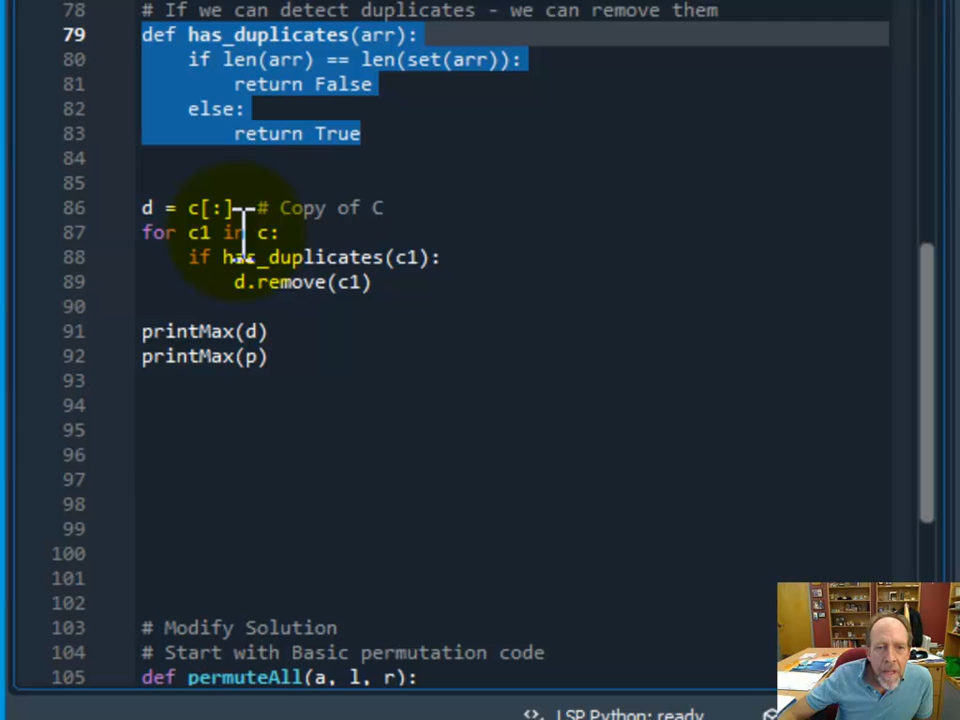 78 # If we can detect duplicates - we can remove them
79 def has_duplicates(arr):
80 if len(arr) == len(set(arr)):
81 return False
82 else:
83 return True
84
85
86 d = c[:] # Copy of C
87 for c1 in c:
88 if has_duplicates(c1):
89 d.remove(c1)
90
91 printMax(d)
92 printMax(p)
93
94
95
96
97
98
99
100
101
102
103 # Modify Solution
104 # Start with Basic permutation code
105 def permuteAll(a, l, r):
LSP Python: ready